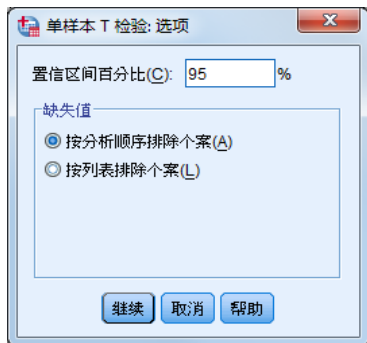 单样本 T 检验: 选项
置信区间百分比(C): 95 %
缺失值
按分析顺序排除个案(A)
按列表排除个案(L)
继续 取消 帮助